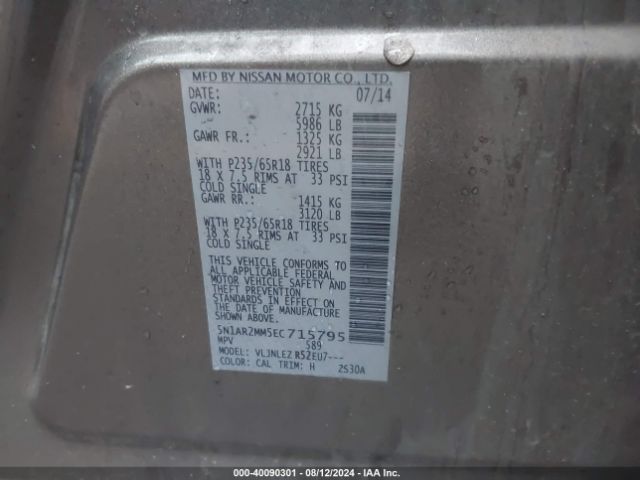 MFD BY NISSAN MOTOR CO., LTD.
DATE: 07/14
GVWR: 2715 KG
5986 LB
GAWR FR.: 1325 KG
2921 LB
WITH P235/65R18 TIRES
18 X 7.5 RIMS AT 33 PSI
COLD SINGLE
GAWR RR.: 1415 KG
3120 LB
WITH P235/65R18 TIRES
18 X 7.5 RIMS AT 33 PSI
COLD SINGLE
THIS VEHICLE CONFORMS TO
ALL APPLICABLE FEDERAL
MOTOR VEHICLE SAFETY AND
THEFT PREVENTION
STANDARDS IN EFFECT ON
THE DATE OF MANUFACTURE
5N1AR2MM5EC715795
MPV 589
MODEL: VLJNLEZ R52EU7---
COLOR: CAL TRIM: H 2S30A
000-40090301 - 08/12/2024 - IAA Inc.